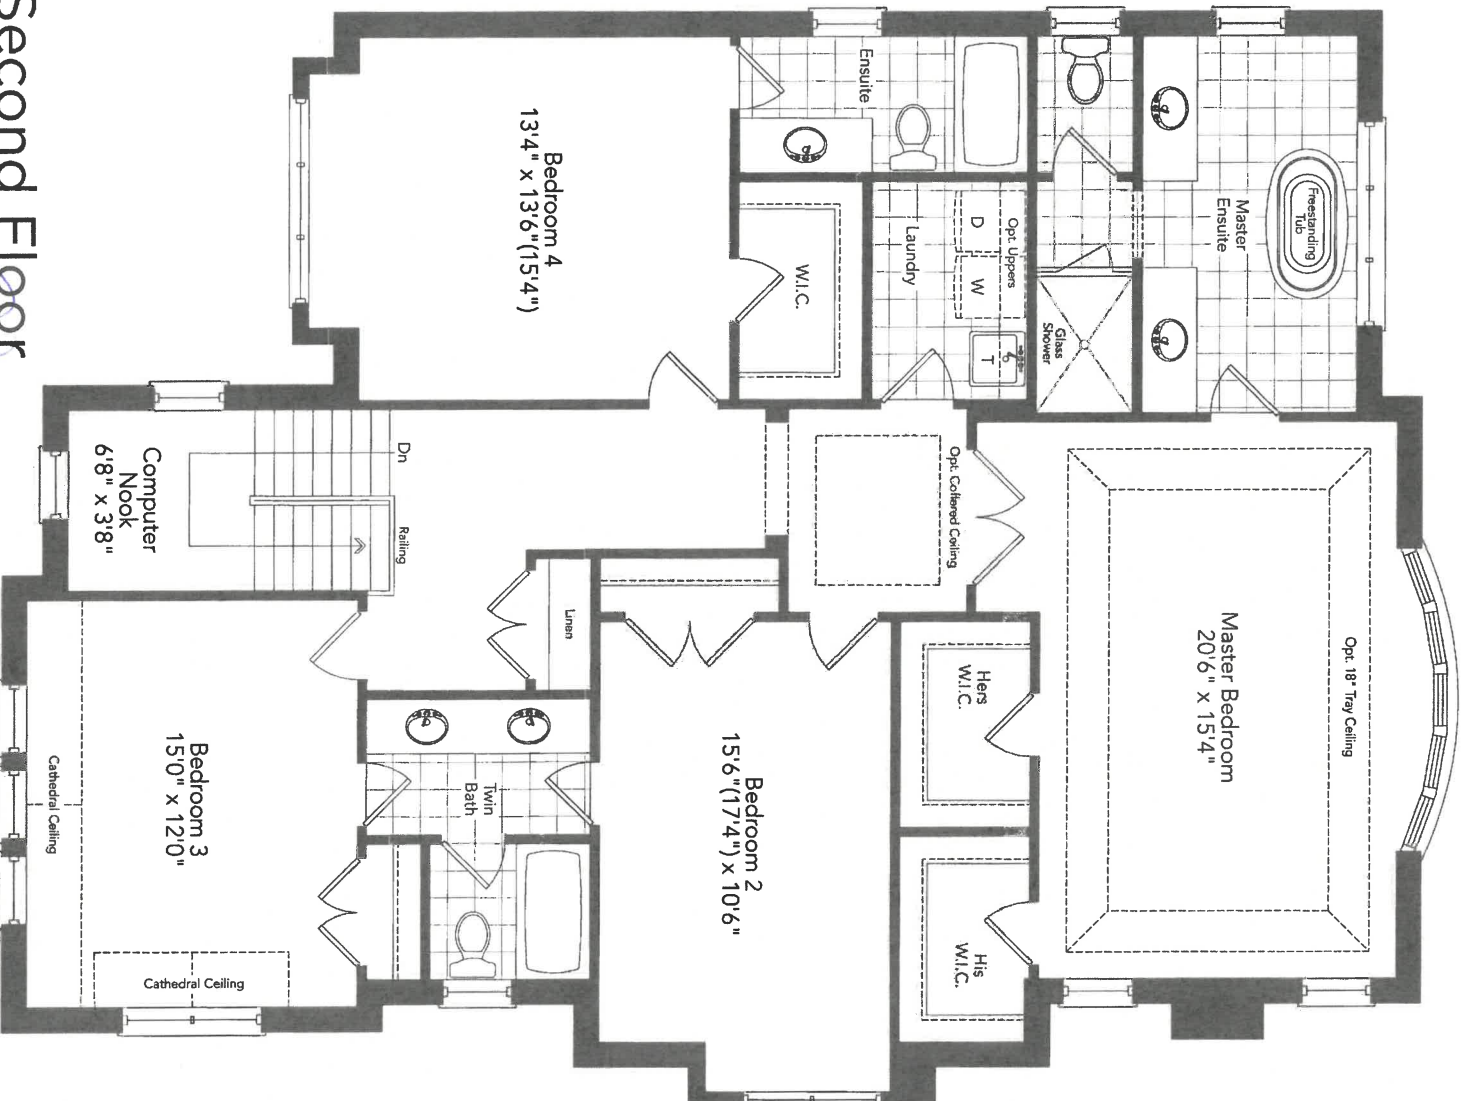 Second Floor
Opt. 18" Tray Ceiling
Master Bedroom
20'6" x 15'4"
Freestanding
Tub
Master
Ensuite
Glass
Shower
Opt. Uppers
D
W
T
Laundry
Ensuite
W.I.C.
Bedroom 4
13'4" x 13'6"(15'4")
Opt. Coffered Ceiling
Hers
W.I.C.
His
W.I.C.
Bedroom 2
15'6"(17'4") x 10'6"
Linen
Dn
Railing
Computer
Nook
6'8" x 3'8"
Twin
Bath
Bedroom 3
15'0" x 12'0"
Cathedral Ceiling
Cathedral Ceiling